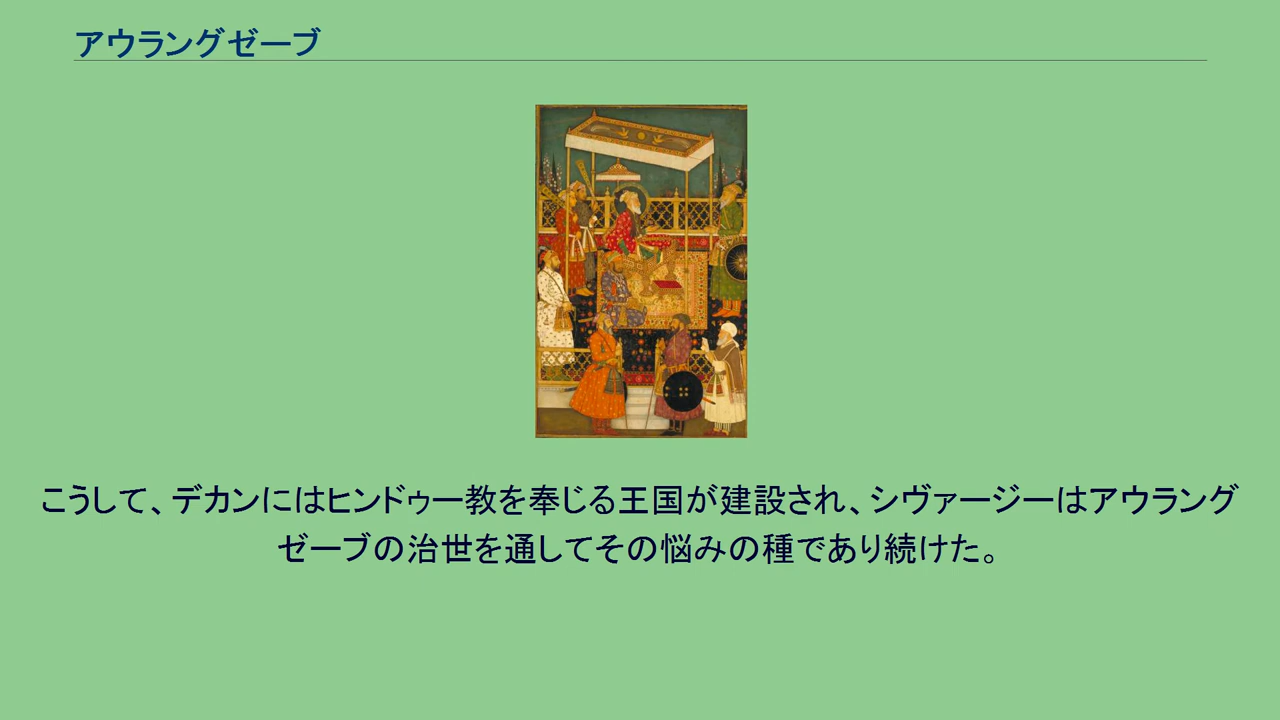 アウラングゼーブ
こうして、デカンにはヒンドゥー教を奉じる王国が建設され、シヴァージーはアウラング
ゼーブの治世を通してその悩みの種であり続けた。